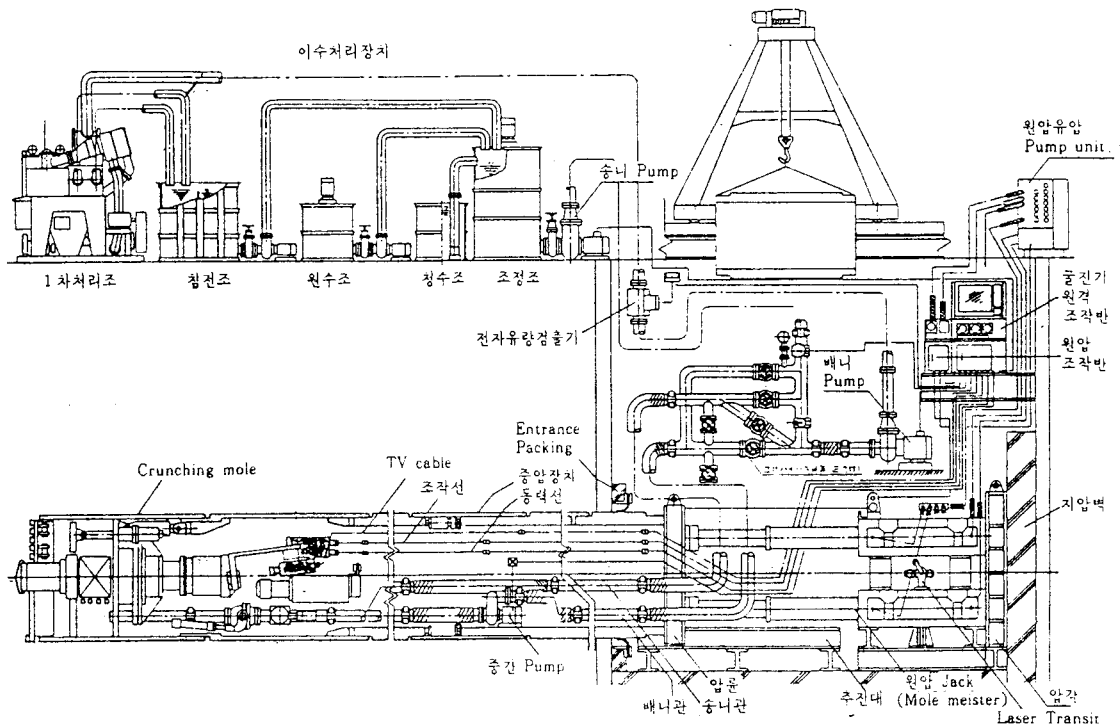 이수처리장치
원압유압
Pump unit.
송니 Pump
1차처리조
침전조
원수조
청수조
조정조
굴진기
원격
조작반
전자유량검출기
원압
조작반
배니
Pump
Entrance
Packing
Crunching mole
TV cable
조작선
중압장치
동력선
지압벽
중간 Pump
배니관
압륜
송니관
추진대
원압 Jack
(Mole meister)
압각
Laser Transit